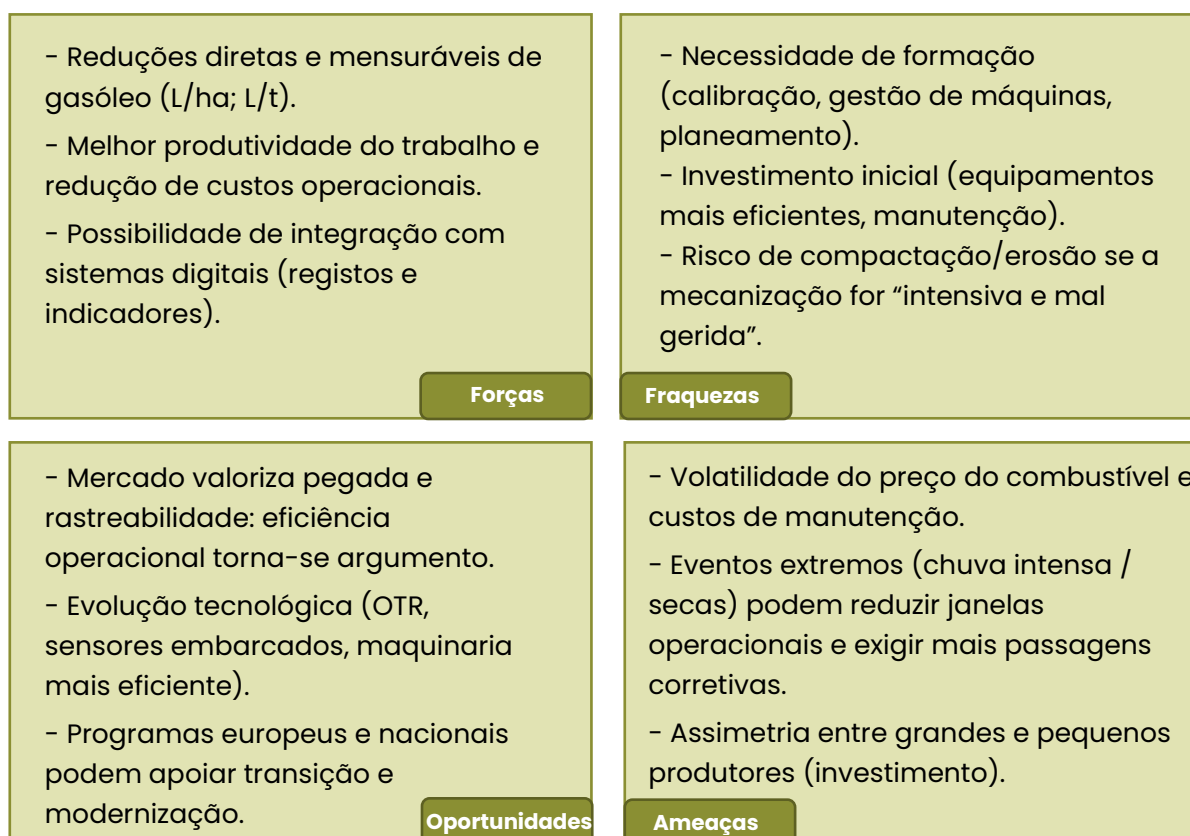 - Reduções diretas e mensuráveis de
gasóleo (L/ha; L/t).
- Melhor produtividade do trabalho e
redução de custos operacionais.
- Possibilidade de integração com
sistemas digitais (registos e
indicadores).
Forças
- Necessidade de formação
(calibração, gestão de máquinas,
planeamento).
- Investimento inicial (equipamentos
mais eficientes, manutenção).
- Risco de compactação/erosão se a
mecanização for “intensiva e mal
gerida”.
Fraquezas
- Mercado valoriza pegada e
rastreabilidade: eficiência
operacional torna-se argumento.
- Evolução tecnológica (OTR,
sensores embarcados, maquinaria
mais eficiente).
- Programas europeus e nacionais
podem apoiar transição e
modernização.
Oportunidades
- Volatilidade do preço do combustível e
custos de manutenção.
- Eventos extremos (chuva intensa /
secas) podem reduzir janelas
operacionais e exigir mais passagens
corretivas.
- Assimetria entre grandes e pequenos
produtores (investimento).
Ameaças